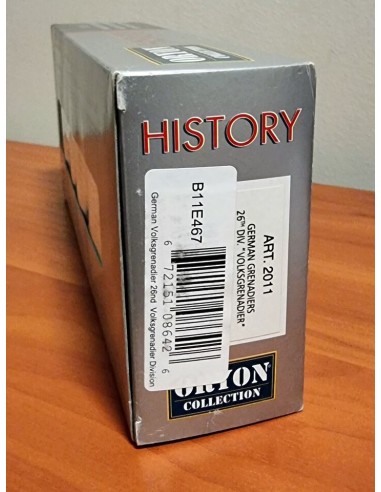 HISTORY
ART. 2011
GERMAN GRENADIERS
26TH DIV. "VOLKSGRENADIER"
B11E467
6 72151 08642 6
German Volksgrenadier 26nd Volksgrenadier Division
ORYON
COLLECTION